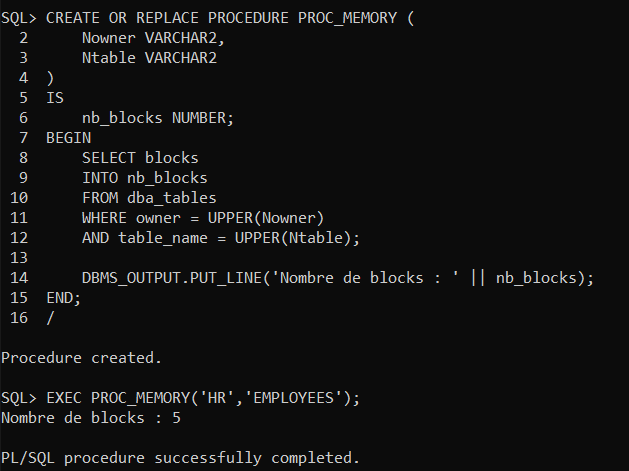 SQL> CREATE OR REPLACE PROCEDURE PROC_MEMORY (
  2      Nowner VARCHAR2,
  3      Ntable VARCHAR2
  4  )
  5  IS
  6      nb_blocks NUMBER;
  7  BEGIN
  8      SELECT blocks
  9      INTO nb_blocks
 10      FROM dba_tables
 11      WHERE owner = UPPER(Nowner)
 12      AND table_name = UPPER(Ntable);
 13
 14      DBMS_OUTPUT.PUT_LINE('Nombre de blocks : ' || nb_blocks);
 15  END;
 16  /
Procedure created.
SQL> EXEC PROC_MEMORY('HR','EMPLOYEES');
Nombre de blocks : 5
PL/SQL procedure successfully completed.